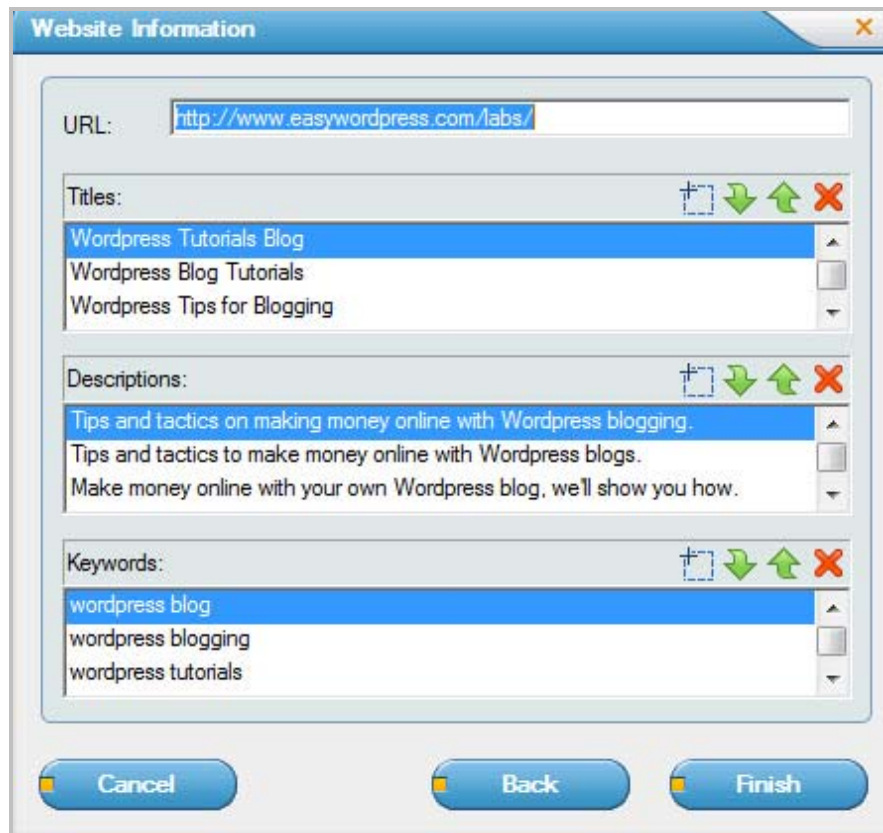 Website Information
URL: http://www.easywordpress.com/labs/
Titles:
Wordpress Tutorials Blog
Wordpress Blog Tutorials
Wordpress Tips for Blogging
Descriptions:
Tips and tactics on making money online with Wordpress blogging.
Tips and tactics to make money online with Wordpress blogs.
Make money online with your own Wordpress blog, we'll show you how.
Keywords:
wordpress blog
wordpress blogging
wordpress tutorials
Cancel Back Finish